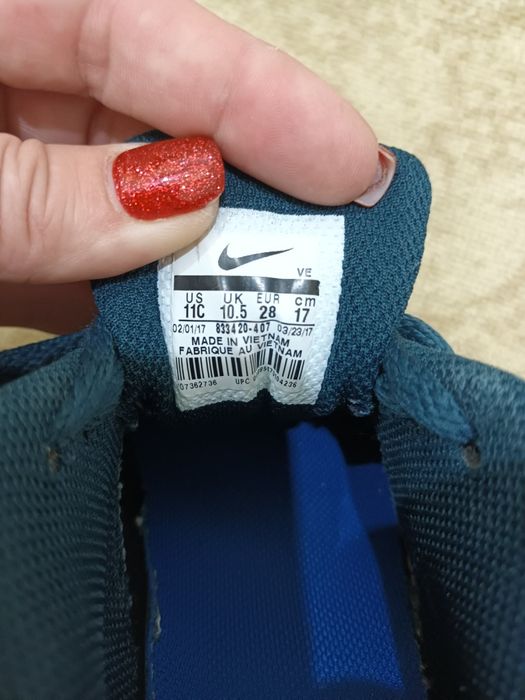 VE
US UK EUR cm
11C 10.5 28 17
02/01/17 833420-407 03/23/17
MADE IN VIETNAM
FABRIQUE AU VIETNAM
UPC